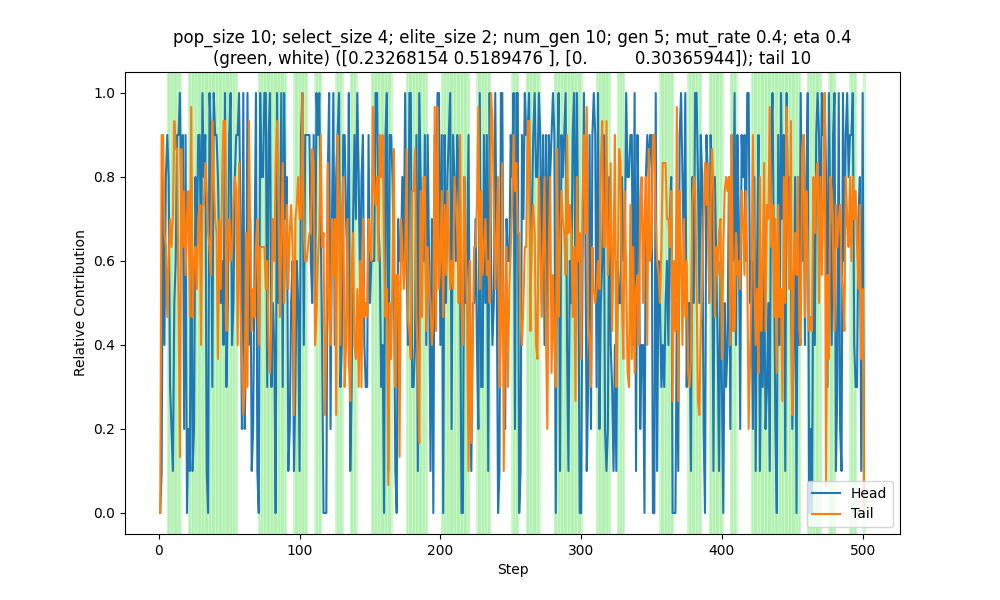 pop_size 10; select_size 4; elite_size 2; num_gen 10; gen 5; mut_rate 0.4; eta 0.4
(green, white) ([0.23268154 0.5189476 ], [0.         0.30365944]); tail 10
Relative Contribution
1.0
0.8
0.6
0.4
0.2
0.0
Head
Tail
0
100
200
300
400
500
Step